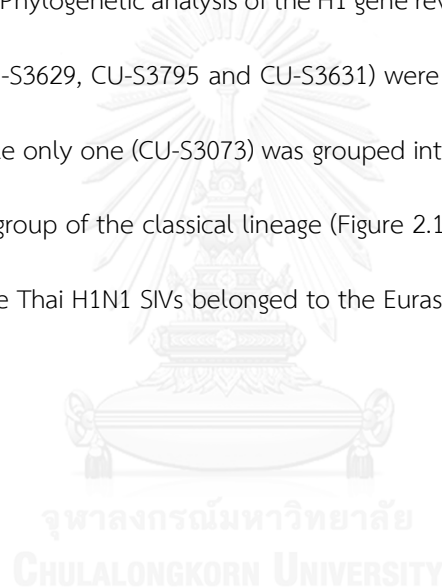 Phylogenetic analysis of the H1 gene rev
-S3629, CU-S3795 and CU-S3631) were
le only one (CU-S3073) was grouped int
group of the classical lineage (Figure 2.1
e Thai H1N1 SIVs belonged to the Euras
จุฬาลงกรณ์มหาวิทยาลัย
CHULALONGKORN UNIVERSITY